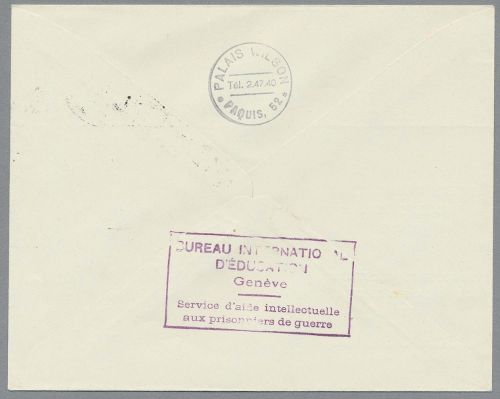 PALAIS WILSON
Tél. 2.47.40
PAQUIS, 52
BUREAU INTERNATIONAL
D'ÉDUCATION
Genève
Service d'aide intellectuelle
aux prisonniers de guerre